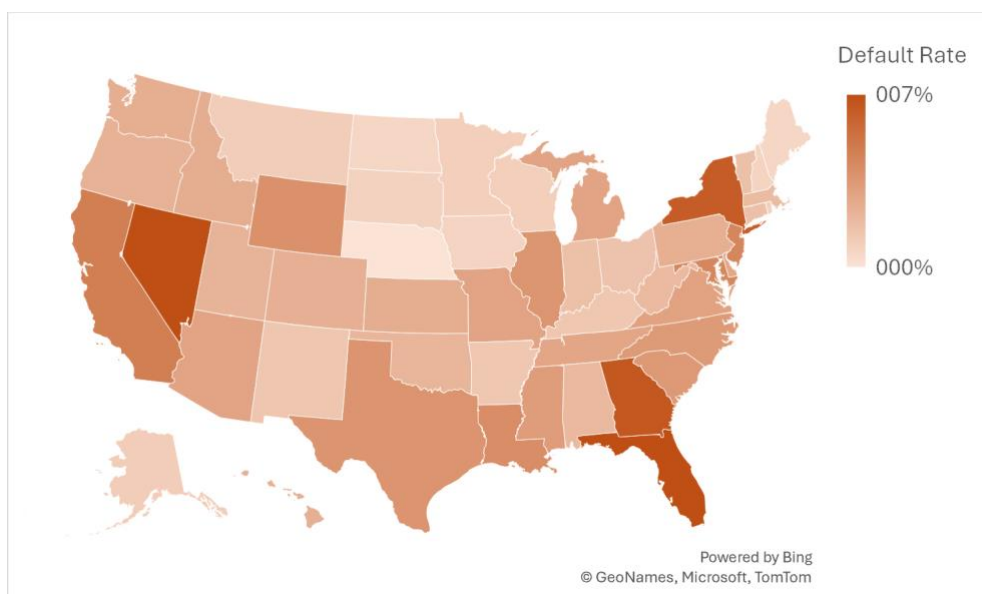 Default Rate
007%
000%
Powered by Bing
© GeoNames, Microsoft, TomTom